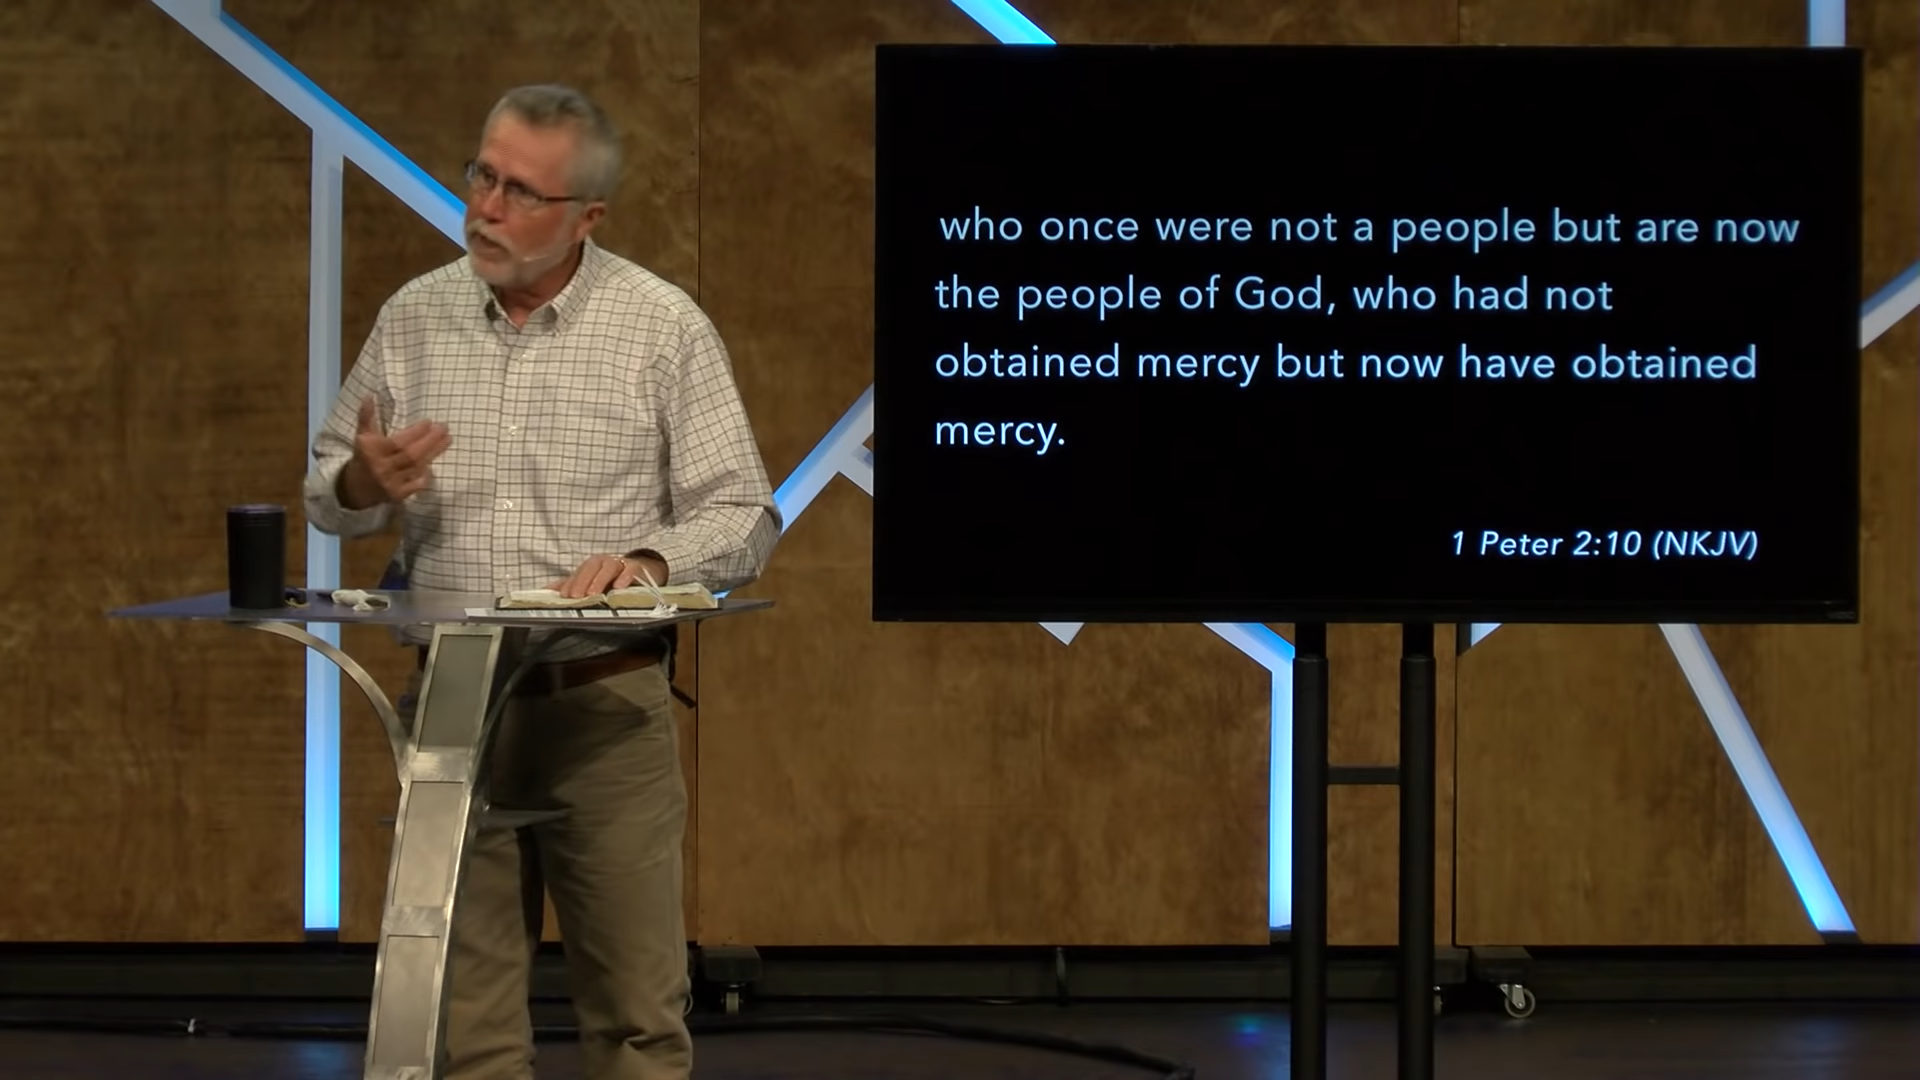 who once were not a people but are now
the people of God, who had not
obtained mercy but now have obtained
mercy.
1 Peter 2:10 (NKJV)